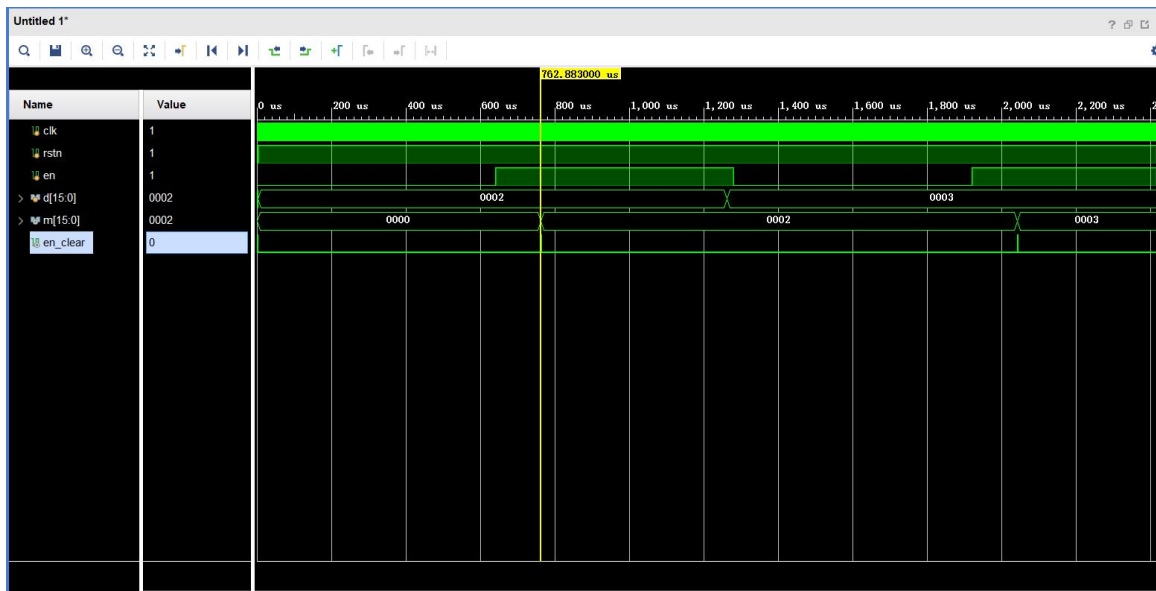 Untitled 1*
?
762.883000 us
Name Value
0 us 200 us 400 us 600 us 800 us 1,000 us 1,200 us 1,400 us 1,600 us 1,800 us 2,000 us 2,200 us 2
clk 1
rstn 1
en 1
d[15:0] 0002 0002 0003
m[15:0] 0002 0000 0002 0003
en_clear 0